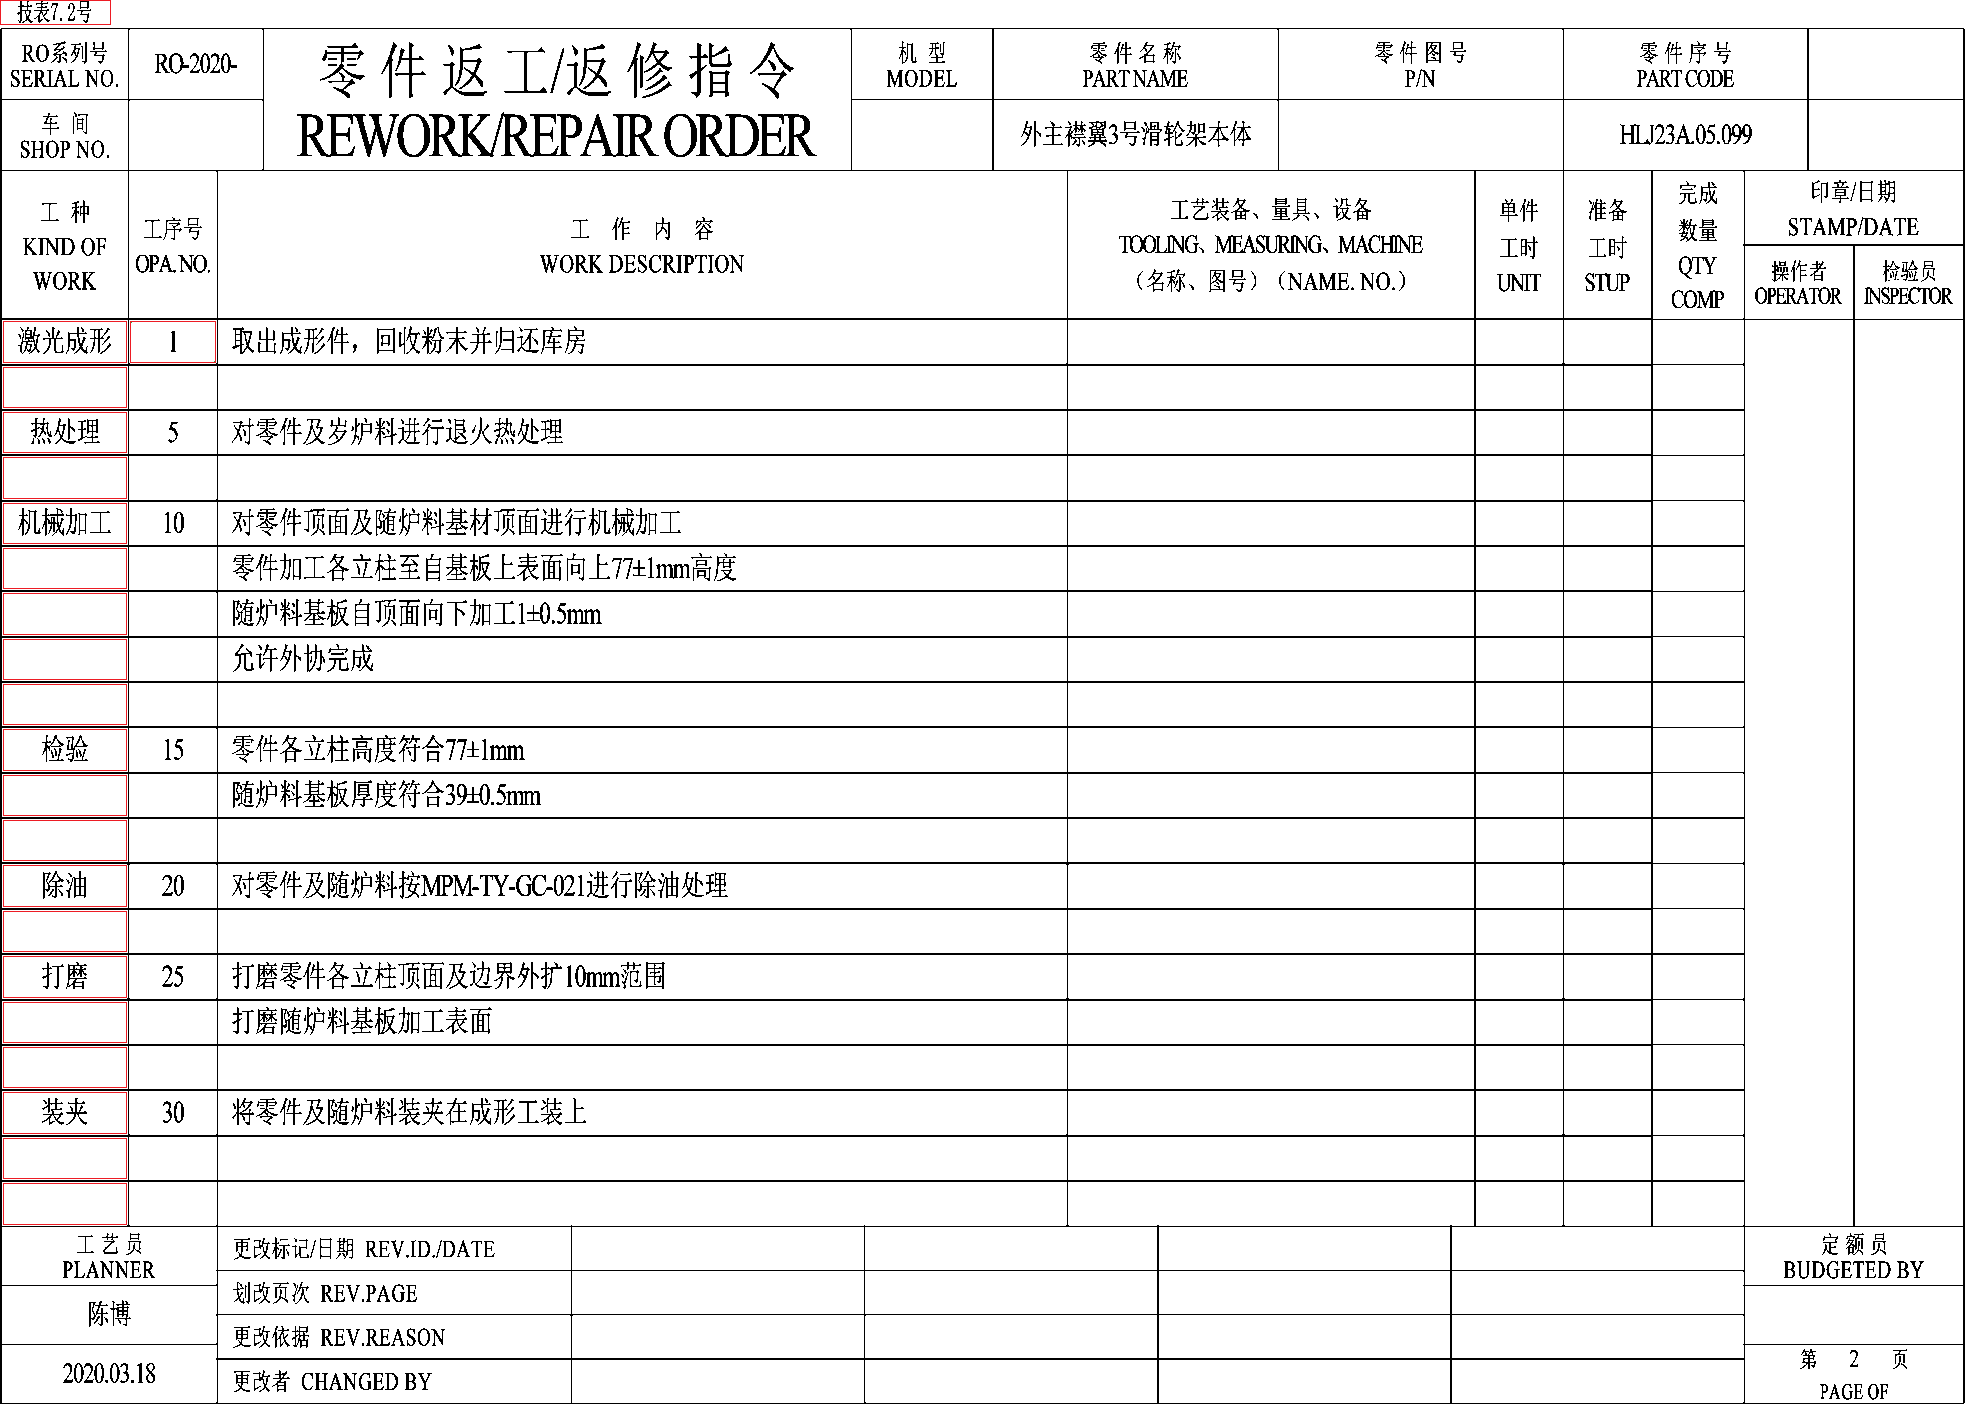 技表7.2号
RO系列号
SERIAL NO.
RO-2020-
零件返工/返修指令
REWORK/REPAIR ORDER
机 型
MODEL
零件名称
PART NAME
零件图号
P/N
零件序号
PART CODE
车 间
SHOP NO.
外主襟翼3号滑轮架本体
HLJ23A.05.099
工 种
KIND OF
WORK
工序号
OPA. NO.
工 作 内 容
WORK DESCRIPTION
工艺装备、量具、设备
TOOLING、MEASURING、MACHINE
（名称、图号）（NAME. NO.）
单件
工时
UNIT
准备
工时
STUP
完成
数量
QTY
COMP
印章/日期
STAMP/DATE
操作者
OPERATOR
检验员
INSPECTOR
激光成形 1 取出成形件，回收粉末并归还库房
热处理 5 对零件及岁炉料进行退火热处理
机械加工 10 对零件顶面及随炉料基材顶面进行机械加工
零件加工各立柱至自基板上表面向上77±1mm高度
随炉料基板自顶面向下加工1±0.5mm
允许外协完成
检验 15 零件各立柱高度符合77±1mm
随炉料基板厚度符合39±0.5mm
除油 20 对零件及随炉料按MPM-TY-GC-021进行除油处理
打磨 25 打磨零件各立柱顶面及边界外扩10mm范围
打磨随炉料基板加工表面
装夹 30 将零件及随炉料装夹在成形工装上
工艺员
PLANNER
陈博
2020.03.18
更改标记/日期 REV.ID./DATE
划改页次 REV.PAGE
更改依据 REV.REASON
更改者 CHANGED BY
定额员
BUDGETED BY
第 2 页
PAGE OF